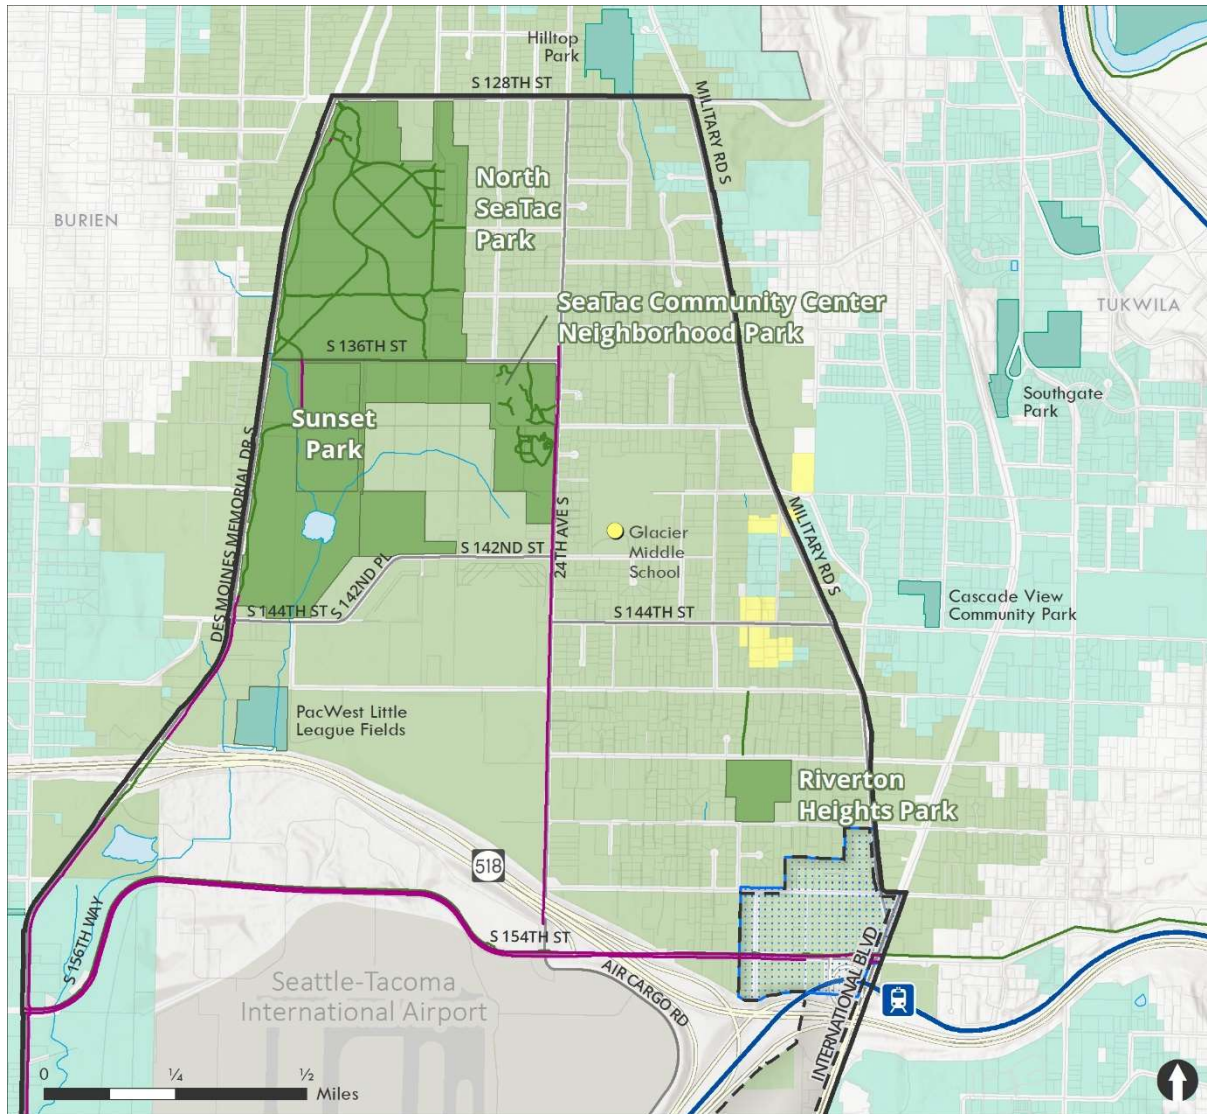 Hilltop
Park
S 128TH ST
MILITARY RD S
North
SeaTac
Park
BURIEN
SeaTac Community Center
Neighborhood Park
TUKWILA
S 136TH ST
Southgate
Park
Sunset
Park
DES MOINES MEMORIAL DR S
24TH AVE S
MILITARY RD S
Glacier
Middle
School
S 142ND ST
S 142ND PL
S 144TH ST
S 144TH ST
Cascade View
Community Park
PacWest Little
League Fields
Riverton
Heights Park
518
S 156TH WAY
S 154TH ST
AIR CARGO RD
INTERNATIONAL BLVD
Seattle-Tacoma
International Airport
0 ¼ ½
Miles